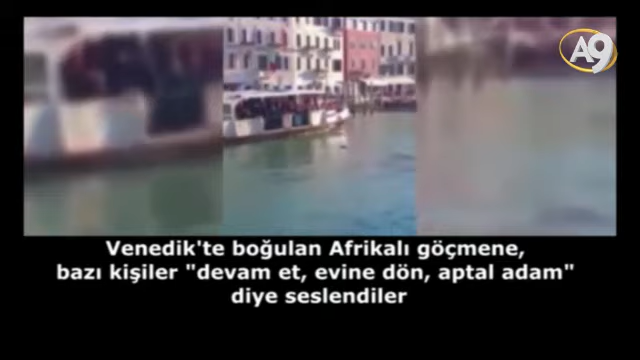 A9
Venedik'te boğulan Afrikalı göçmene,
bazı kişiler "devam et, evine dön, aptal adam"
diye seslendiler